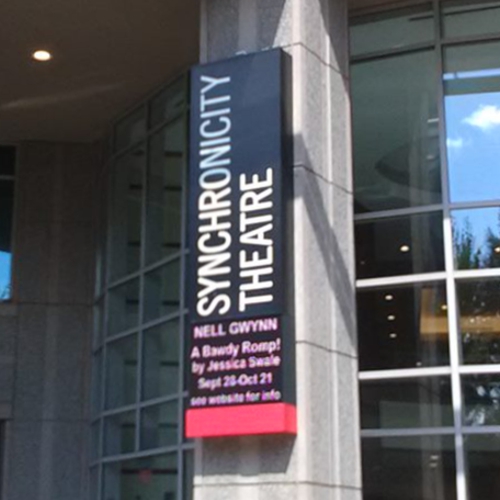 SYNCHRONICITY
THEATRE
NELL GWYNN
A Bawdy Romp!
by Jessica Swale
Sept 28-Oct 21
see website for info